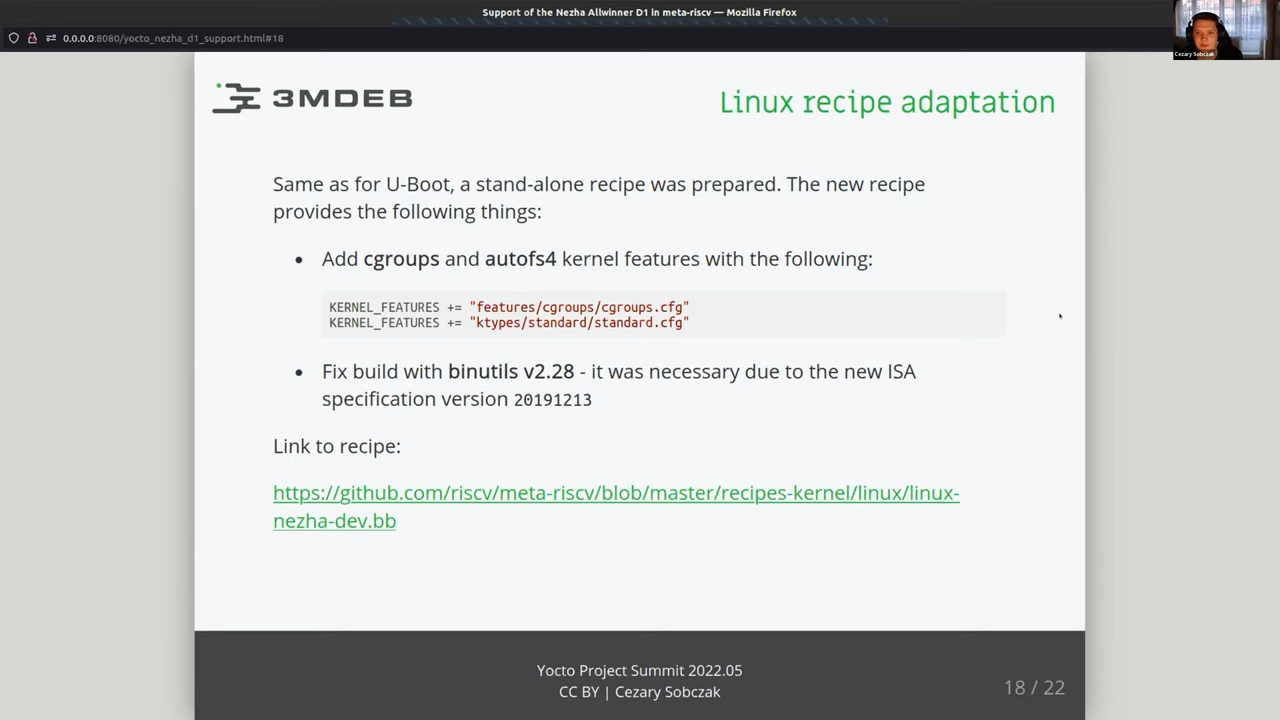 Support of the Nezha Allwinner D1 in meta-riscv — Mozilla Firefox
0.0.0.0:8080/yocto_nezha_d1_support.html#18
Cezary Sobczak
3MDEB
Linux recipe adaptation
Same as for U-Boot, a stand-alone recipe was prepared. The new recipe
provides the following things:
• Add cgroups and autofs4 kernel features with the following:
KERNEL_FEATURES += "features/cgroups/cgroups.cfg"
KERNEL_FEATURES += "ktypes/standard/standard.cfg"
• Fix build with binutils v2.28 - it was necessary due to the new ISA
specification version 20191213
Link to recipe:
https://github.com/riscv/meta-riscv/blob/master/recipes-kernel/linux/linux-
nezha-dev.bb
Yocto Project Summit 2022.05
CC BY | Cezary Sobczak
18 / 22